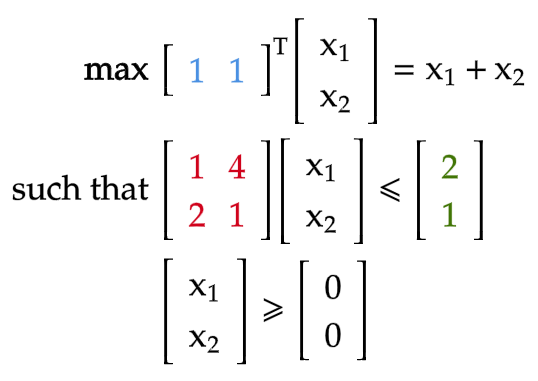 max [ 1 1 ]ᵀ [ x₁ x₂ ] = x₁ + x₂
such that [ 1 4 2 1 ] [ x₁ x₂ ] ⩽ [ 2 1 ]
[ x₁ x₂ ] ⩾ [ 0 0 ]